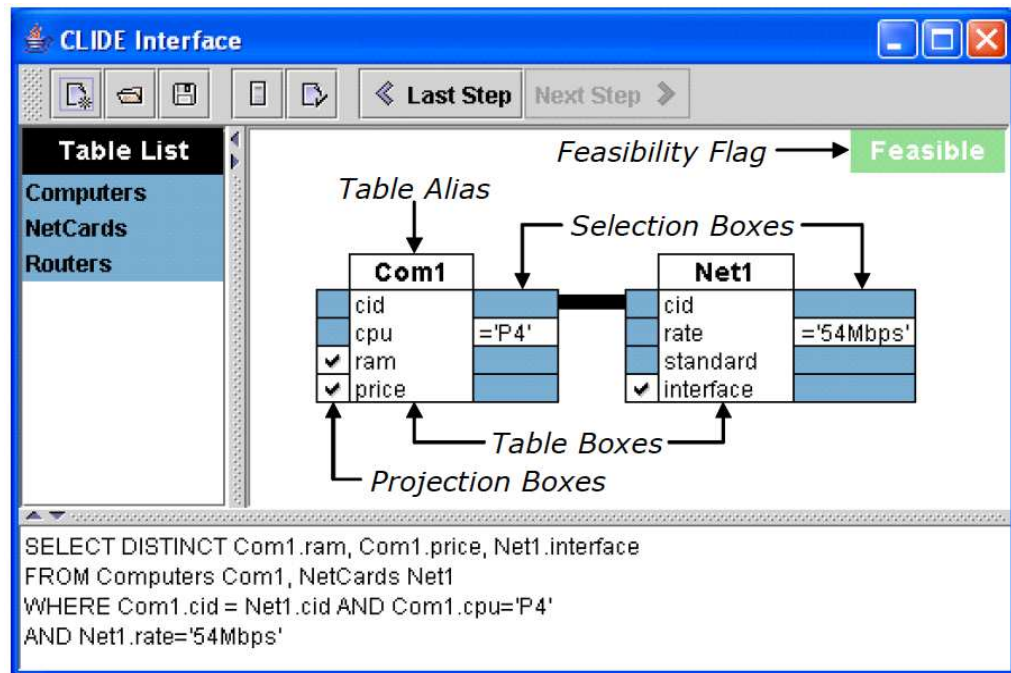 CLIDE Interface
Last Step Next Step
Table List
Computers
NetCards
Routers
Feasibility Flag Feasible
Table Alias
Selection Boxes
Com1
cid
cpu ='P4'
ram
price
Net1
cid
rate ='54Mbps'
standard
interface
Table Boxes
Projection Boxes
SELECT DISTINCT Com1.ram, Com1.price, Net1.interface
FROM Computers Com1, NetCards Net1
WHERE Com1.cid = Net1.cid AND Com1.cpu='P4'
AND Net1.rate='54Mbps'